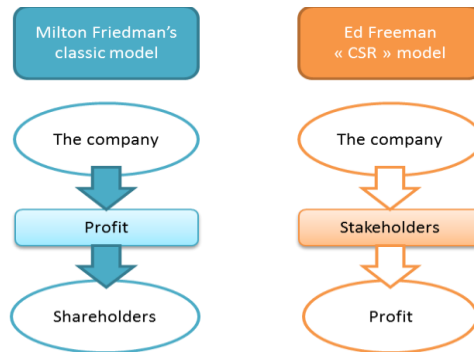 Milton Friedman's
classic model
The company
Profit
Shareholders
Ed Freeman
« CSR » model
The company
Stakeholders
Profit